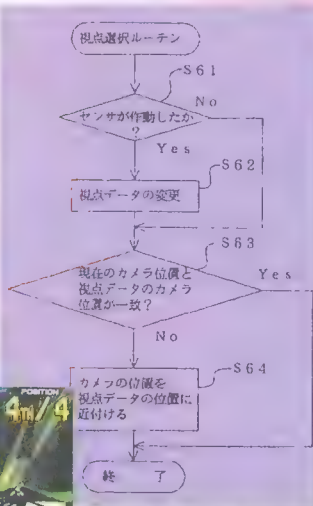 視点選択ルーチン
S61
No
センサが作動したか
?
Yes
S62
視点データの変更
S63
現在のカメラ位置と
視点データのカメラ
位置が一致?
Yes
No
S64
カメラの位置を
視点データの位置に
近付ける
POSITION
4TH/4
終 了